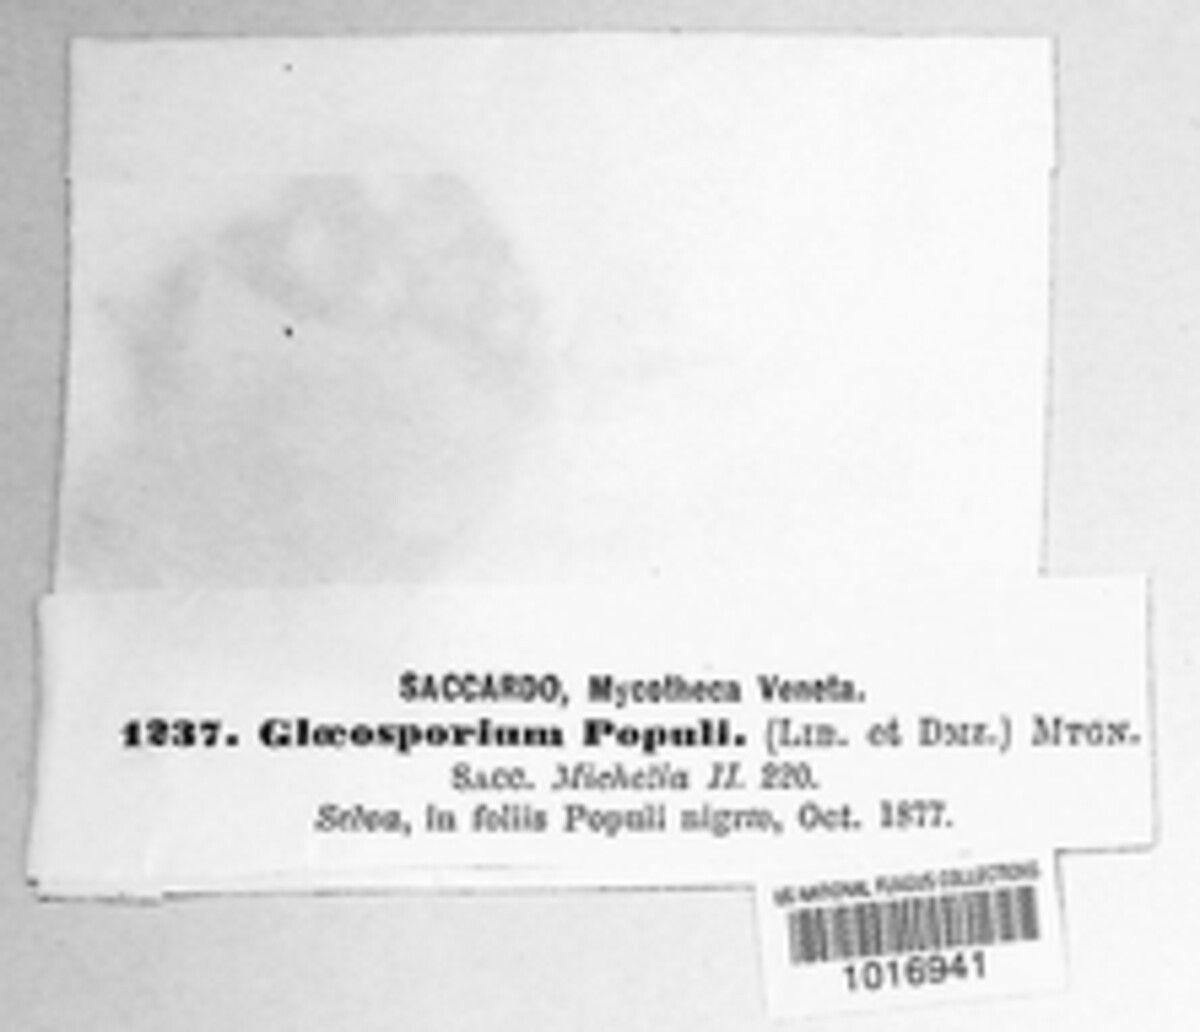 SACCARDO, Mycotheca Veneta.
1237. Glœosporium Populi. (LIB. et DMZ.) MTGN.
SACC. Michelia II. 220.
Selva, in foliis Populi nigræ, Oct. 1877.
US NATIONAL FUNGUS COLLECTIONS
1016941